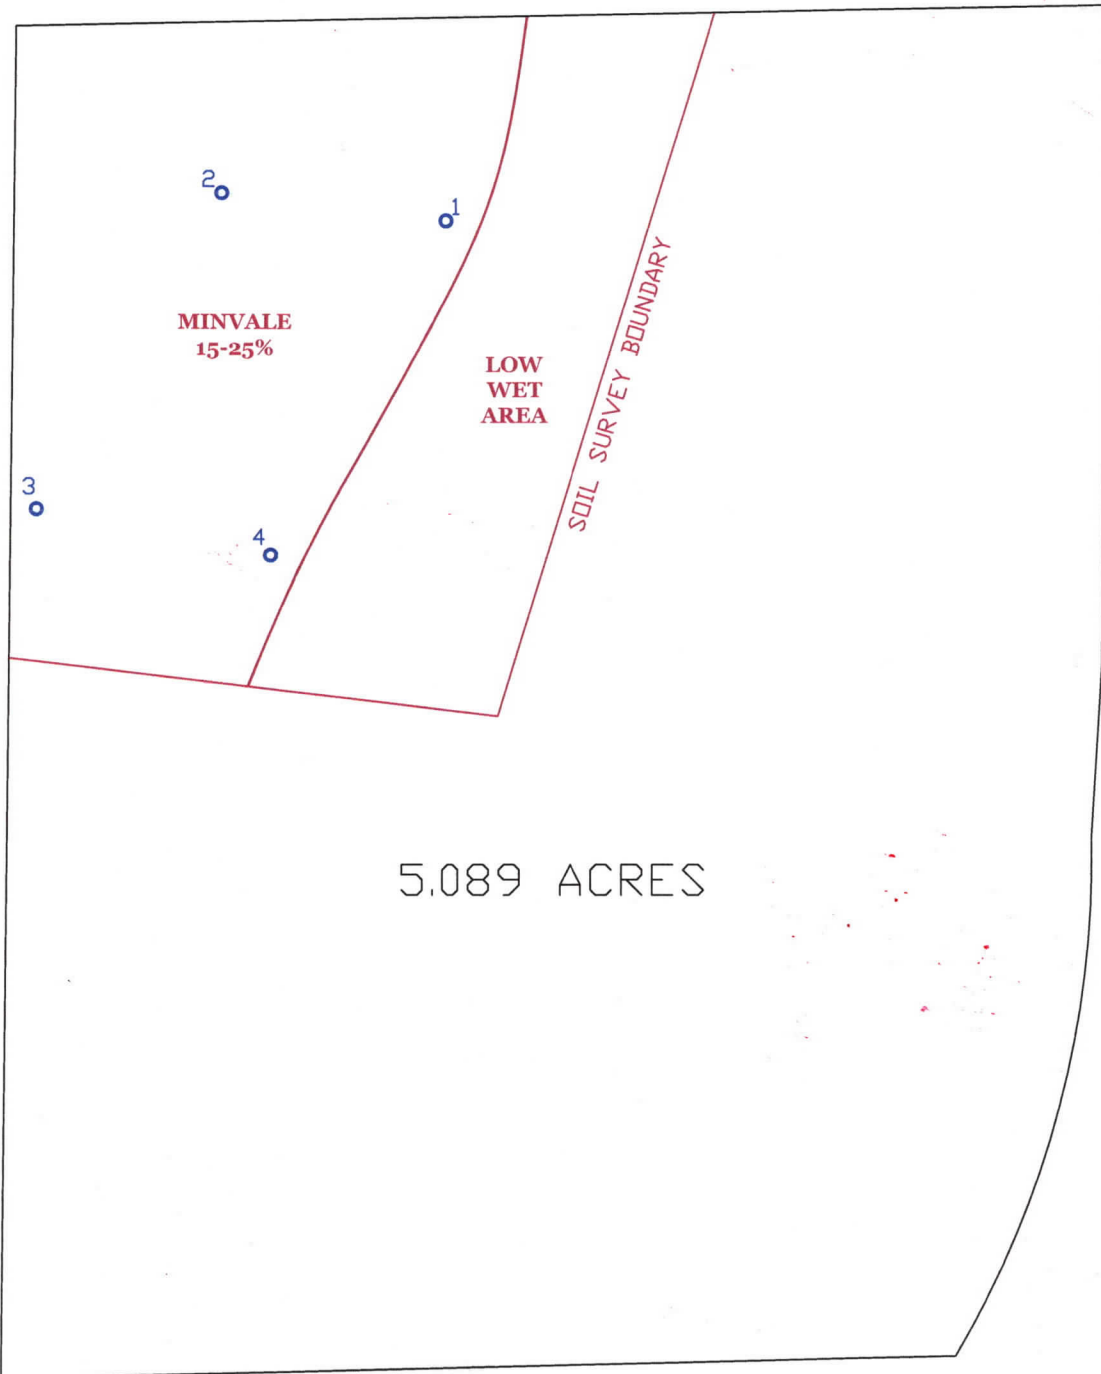 2
1
MINVALE
15-25%
LOW
WET
AREA
SOIL SURVEY BOUNDARY
3
4
5.089 ACRES